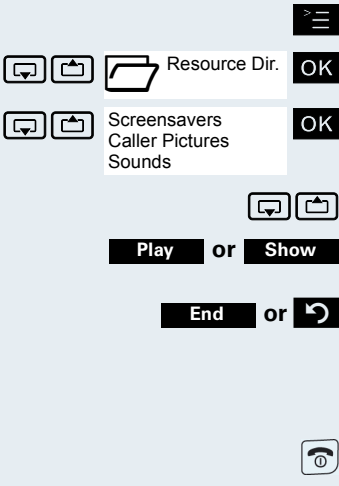 Resource Dir. OK
Screensavers OK
Caller Pictures
Sounds
Play or Show
End or